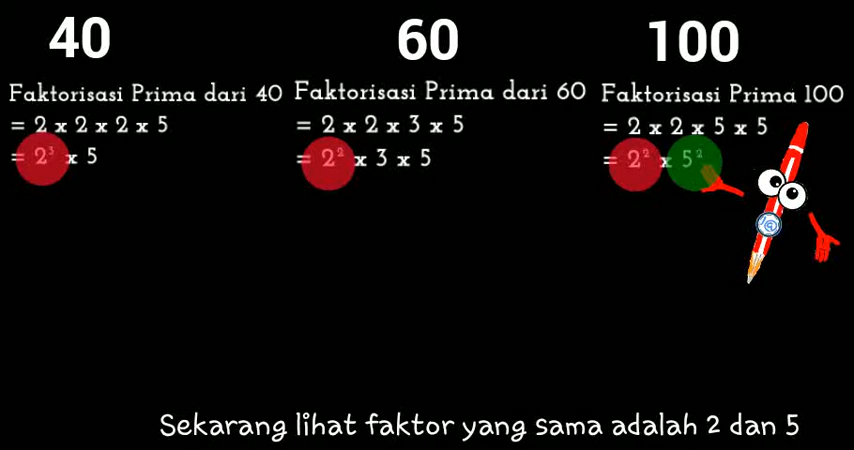 40
60
100
Faktorisasi Prima dari 40
= 2 x 2 x 2 x 5
= 2³ x 5
Faktorisasi Prima dari 60
= 2 x 2 x 3 x 5
= 2² x 3 x 5
Faktorisasi Prima 100
= 2 x 2 x 5 x 5
= 2² x 5²
Sekarang lihat faktor yang sama adalah 2 dan 5